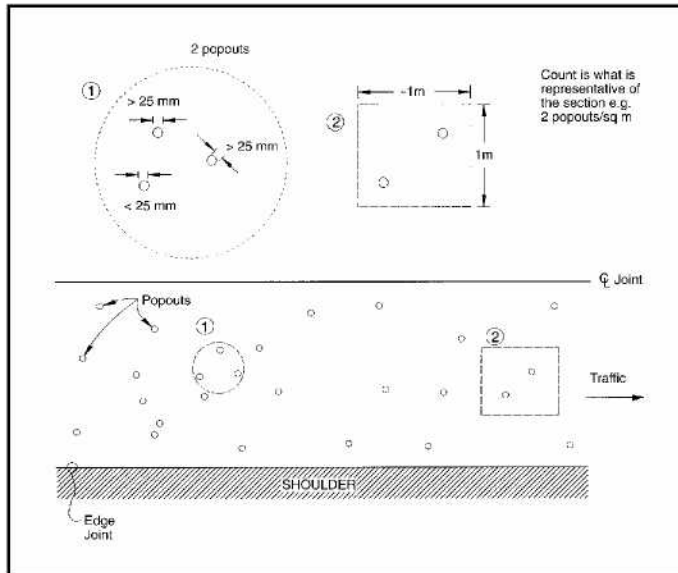 2 popouts
1
> 25 mm
> 25 mm
< 25 mm
2
~1m
1m
Count is what is
representative of
the section e.g.
2 popouts/sq m
℄ Joint
Popouts
1
2
Traffic
SHOULDER
Edge
Joint